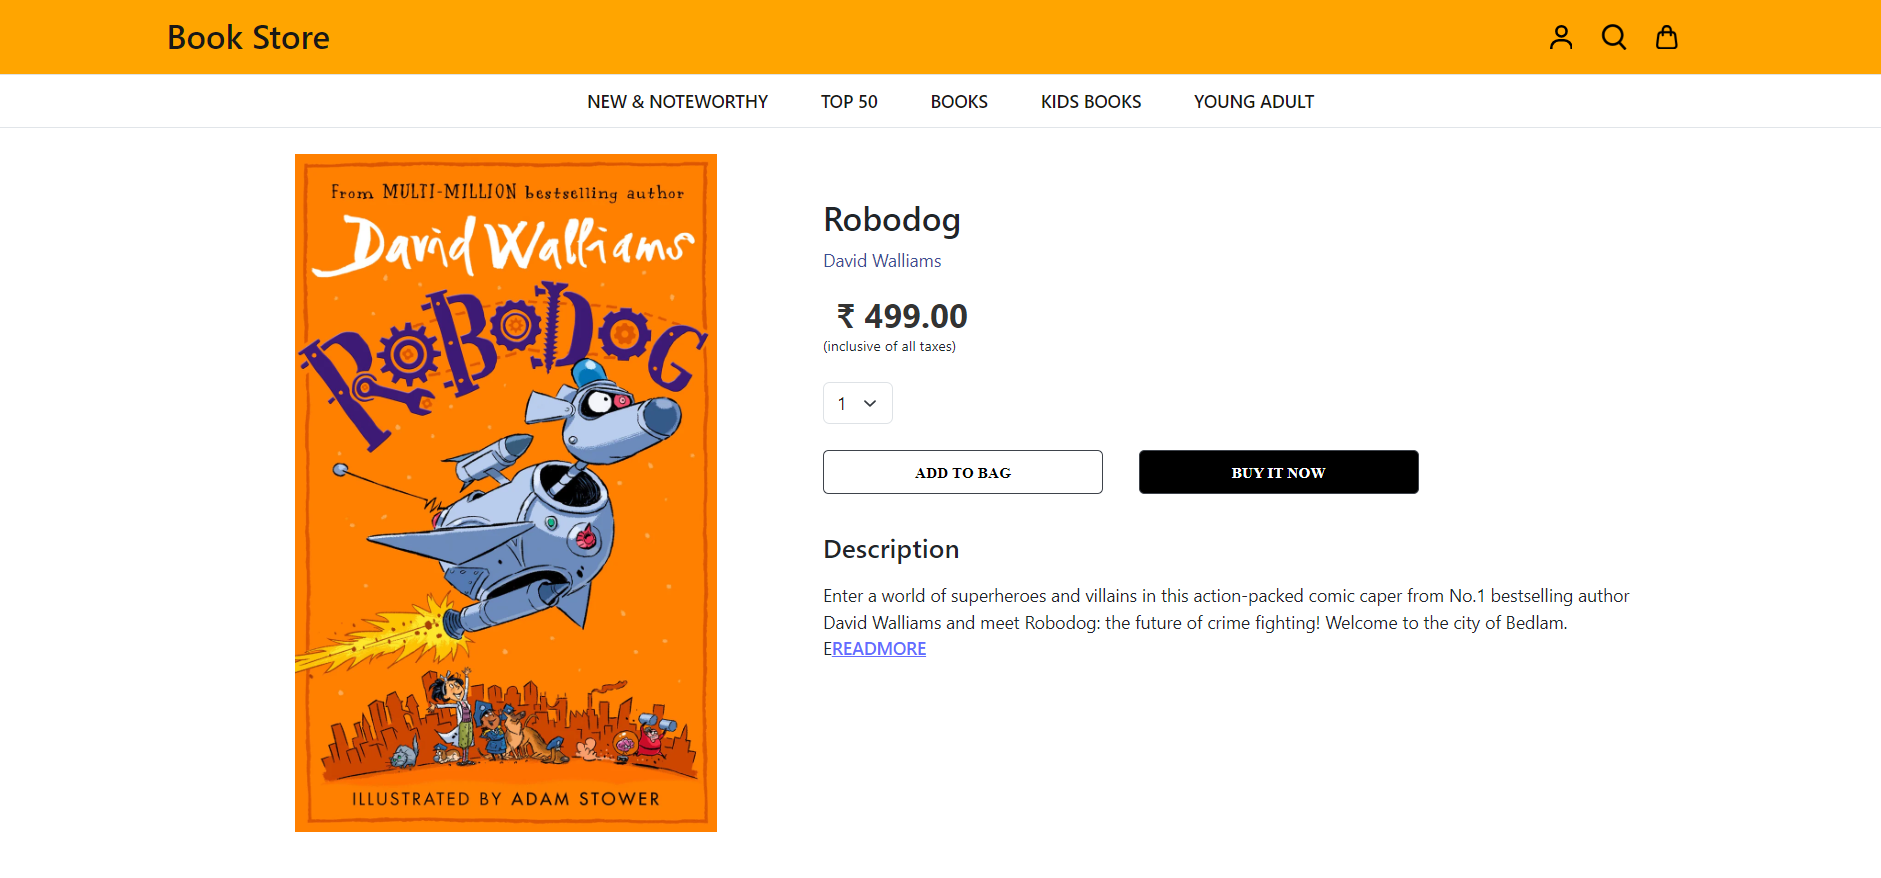 Book Store
NEW & NOTEWORTHY TOP 50 BOOKS KIDS BOOKS YOUNG ADULT
From MULTI-MILLION bestselling author
David Walliams
ROBODOG
ILLUSTRATED BY ADAM STOWER
Robodog
David Walliams
₹ 499.00
(inclusive of all taxes)
1
ADD TO BAG BUY IT NOW
Description
Enter a world of superheroes and villains in this action-packed comic caper from No.1 bestselling author
David Walliams and meet Robodog: the future of crime fighting! Welcome to the city of Bedlam.
EREADMORE